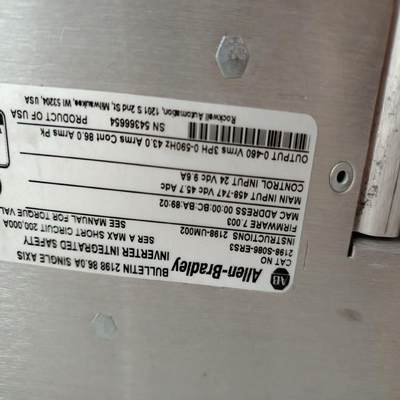 AB
Allen-Bradley
CAT NO
2198-S086-ERS3
BULLETIN 2198 86.0A SINGLE AXIS
INVERTER INTEGRATED SAFETY
SER A MAX SHORT CIRCUIT 200,000A
SEE MANUAL FOR TORQUE VAL
INSTRUCTIONS 2198-UM002
FIRMWARE 7.003
MAC ADDRESS 00:00:BC:BA:89:02
MAIN INPUT 458-747 Vdc 45.7 Adc
CONTROL INPUT 24 Vdc 9.6A
OUTPUT 0-460 Vrms 3PH 0-590Hz 43.0 Arms Cont 86.0 Arms Pk
SN 54366654
PRODUCT OF USA
Rockwell Automation, 1201 S 2nd St, Milwaukee, WI 53204, USA